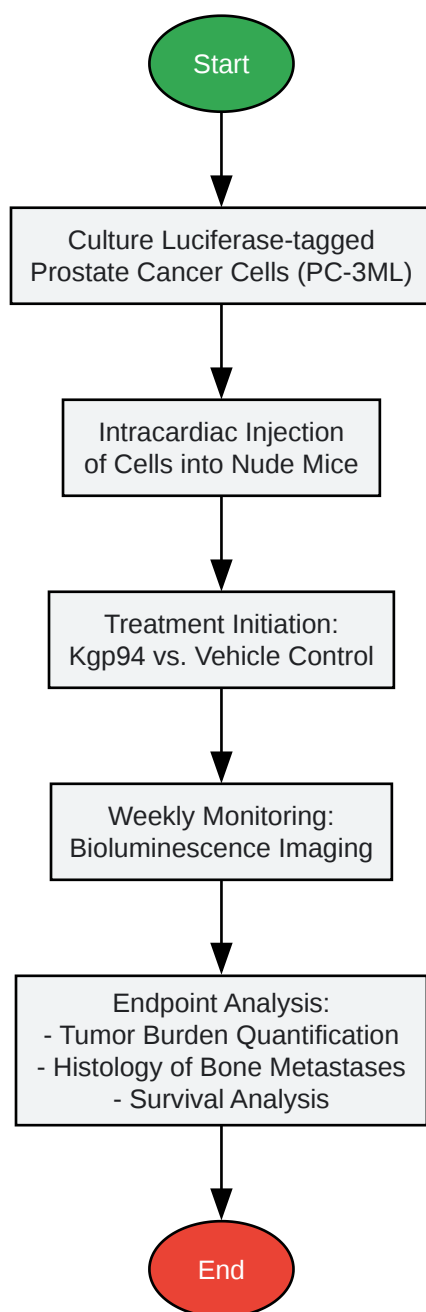 Start
Culture Luciferase-tagged
Prostate Cancer Cells (PC-3ML)
Intracardiac Injection
of Cells into Nude Mice
Treatment Initiation:
Kgp94 vs. Vehicle Control
Weekly Monitoring:
Bioluminescence Imaging
Endpoint Analysis:
- Tumor Burden Quantification
- Histology of Bone Metastases
- Survival Analysis
End